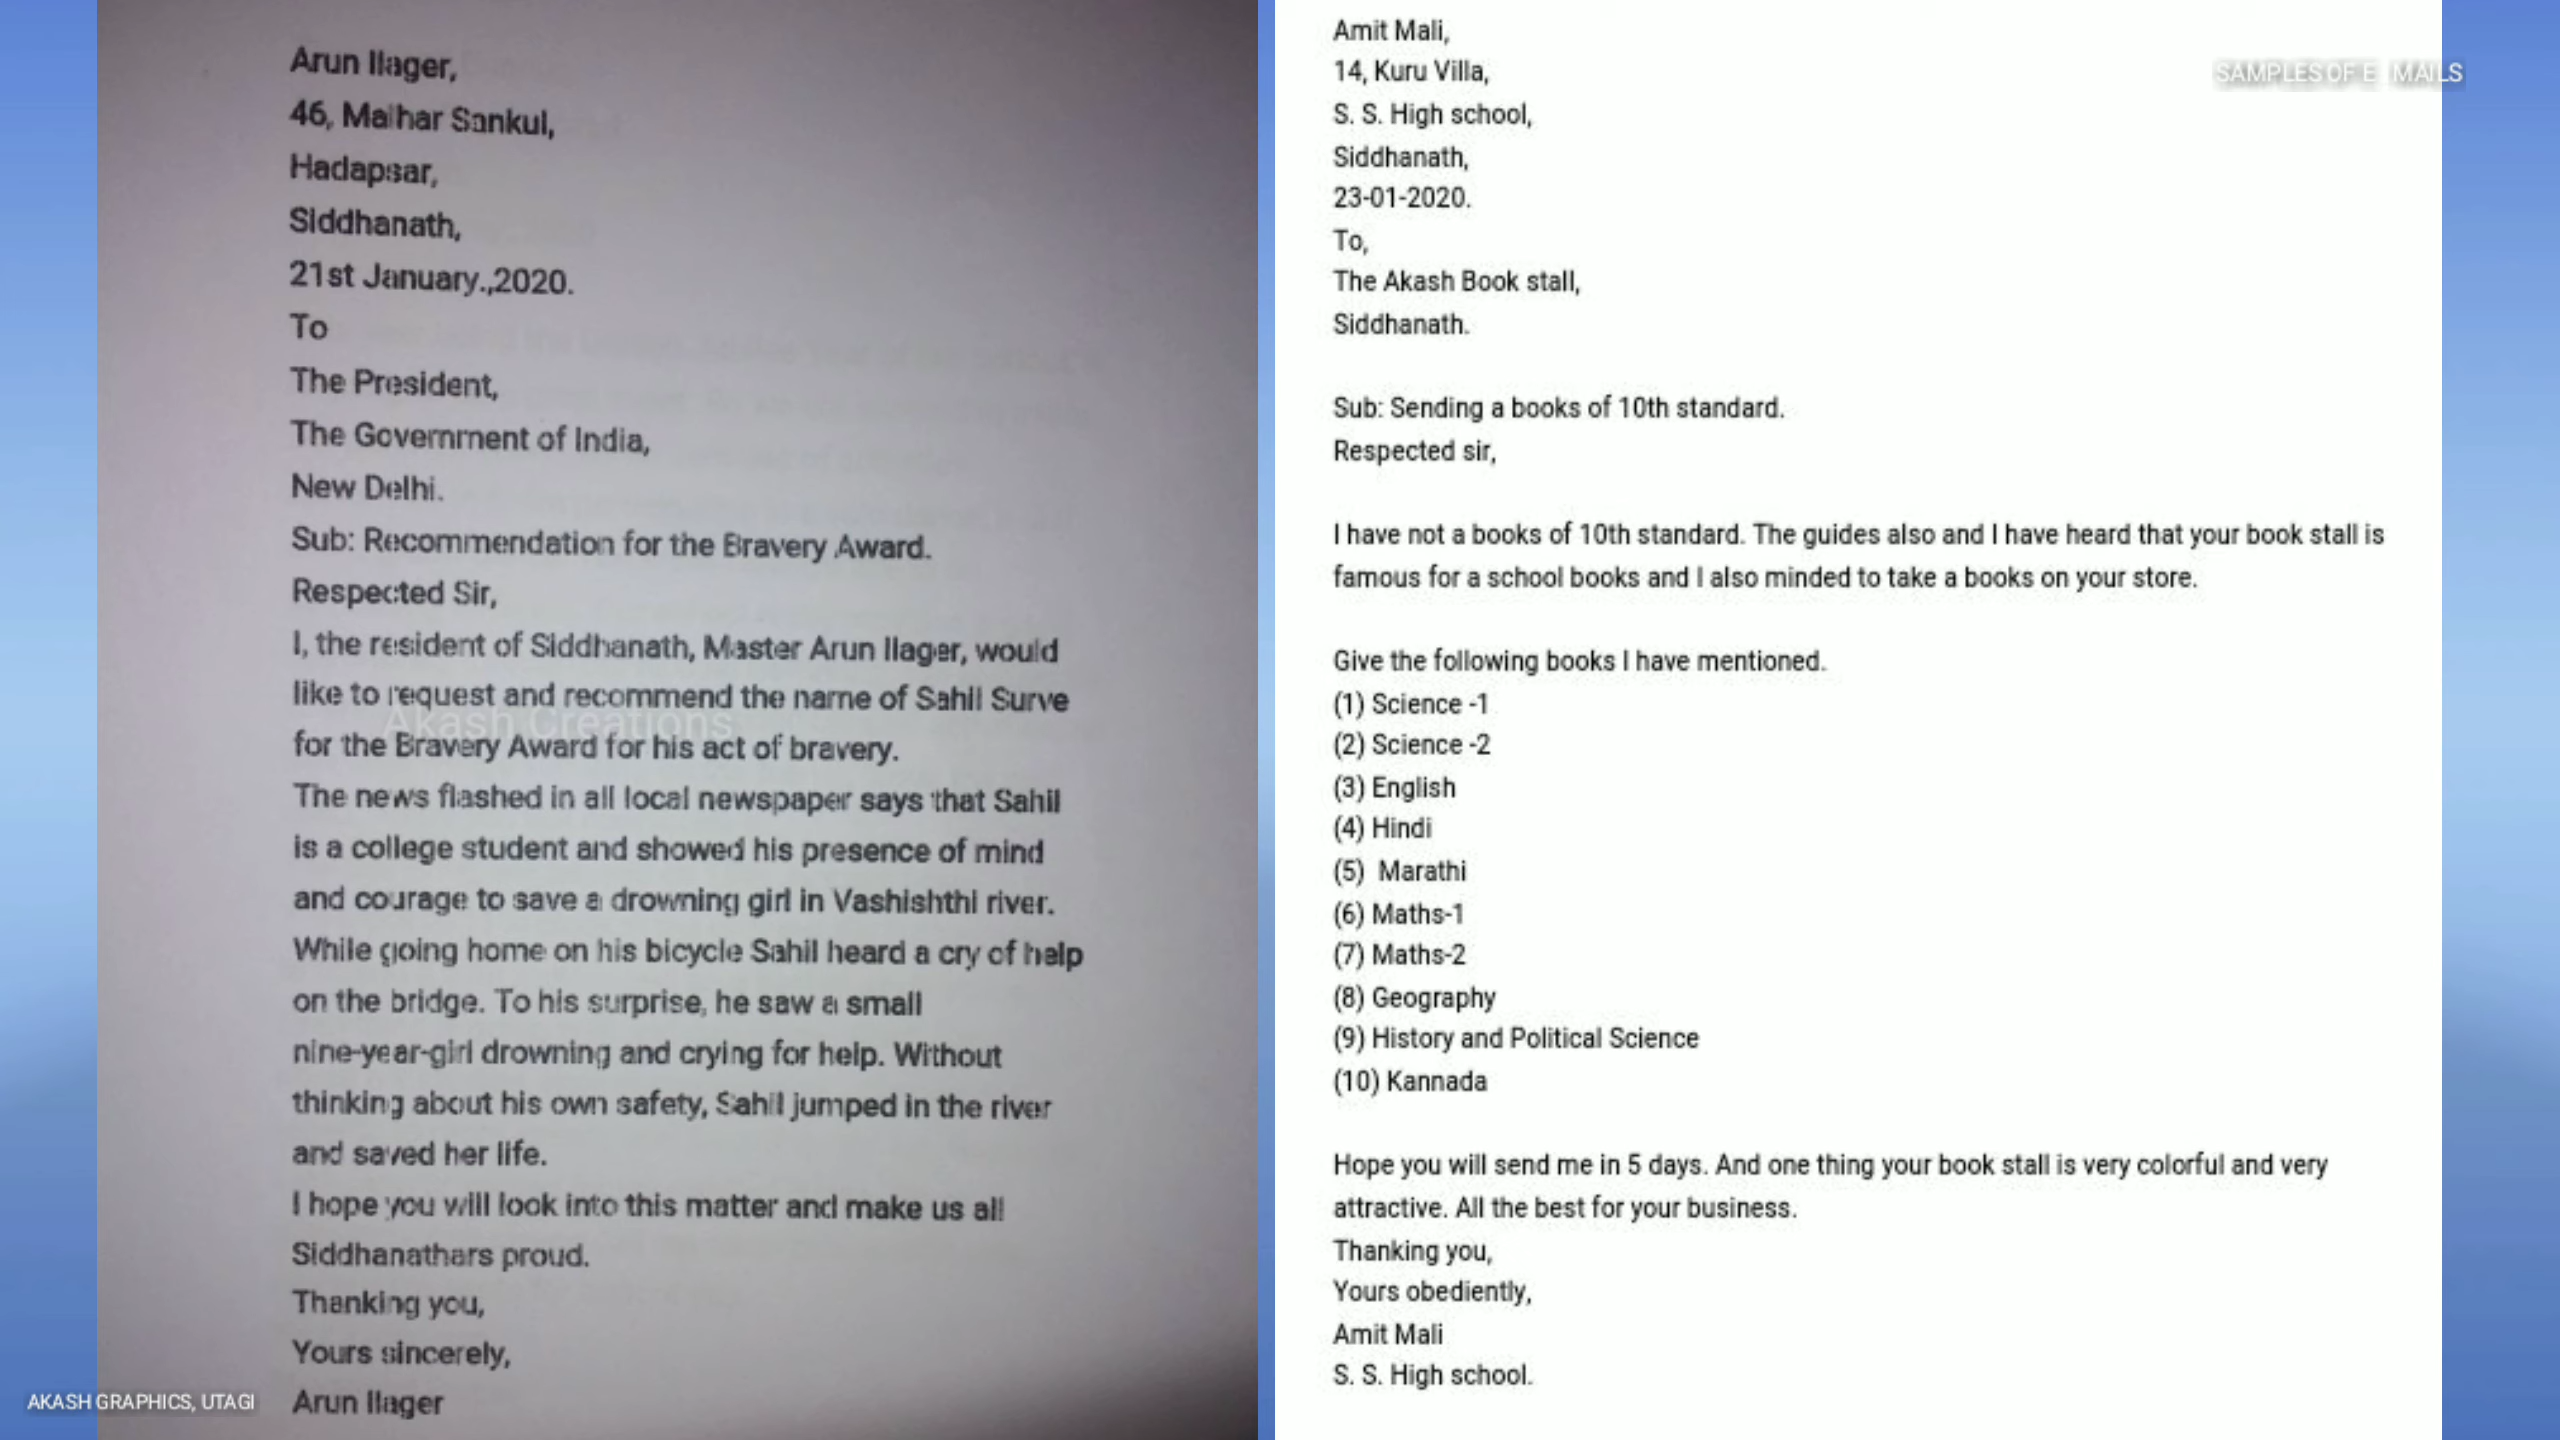 Arun Ilager,
46, Malhar Sankul,
Hadapsar,
Siddhanath,
21st January.,2020.
To
The President,
The Government of India,
New Delhi.
Sub: Recommendation for the Bravery Award.
Respected Sir,
I, the resident of Siddhanath, Master Arun Ilager, would
like to request and recommend the name of Sahil Surve
Akash Creations
for the Bravery Award for his act of bravery.
The news flashed in all local newspaper says that Sahil
is a college student and showed his presence of mind
and courage to save a drowning girl in Vashishthi river.
While going home on his bicycle Sahil heard a cry of help
on the bridge. To his surprise, he saw a small
nine-year-girl drowning and crying for help. Without
thinking about his own safety, Sahil jumped in the river
and saved her life.
I hope you will look into this matter and make us all
Siddhanathars proud.
Thanking you,
Yours sincerely,
Arun Ilager
AKASH GRAPHICS, UTAGI
SAMPLES OF E MAILS
Amit Mali,
14, Kuru Villa,
S. S. High school,
Siddhanath,
23-01-2020.
To,
The Akash Book stall,
Siddhanath.
Sub: Sending a books of 10th standard.
Respected sir,
I have not a books of 10th standard. The guides also and I have heard that your book stall is
famous for a school books and I also minded to take a books on your store.
Give the following books I have mentioned.
(1) Science -1
(2) Science -2
(3) English
(4) Hindi
(5)  Marathi
(6) Maths-1
(7) Maths-2
(8) Geography
(9) History and Political Science
(10) Kannada
Hope you will send me in 5 days. And one thing your book stall is very colorful and very
attractive. All the best for your business.
Thanking you,
Yours obediently,
Amit Mali
S. S. High school.